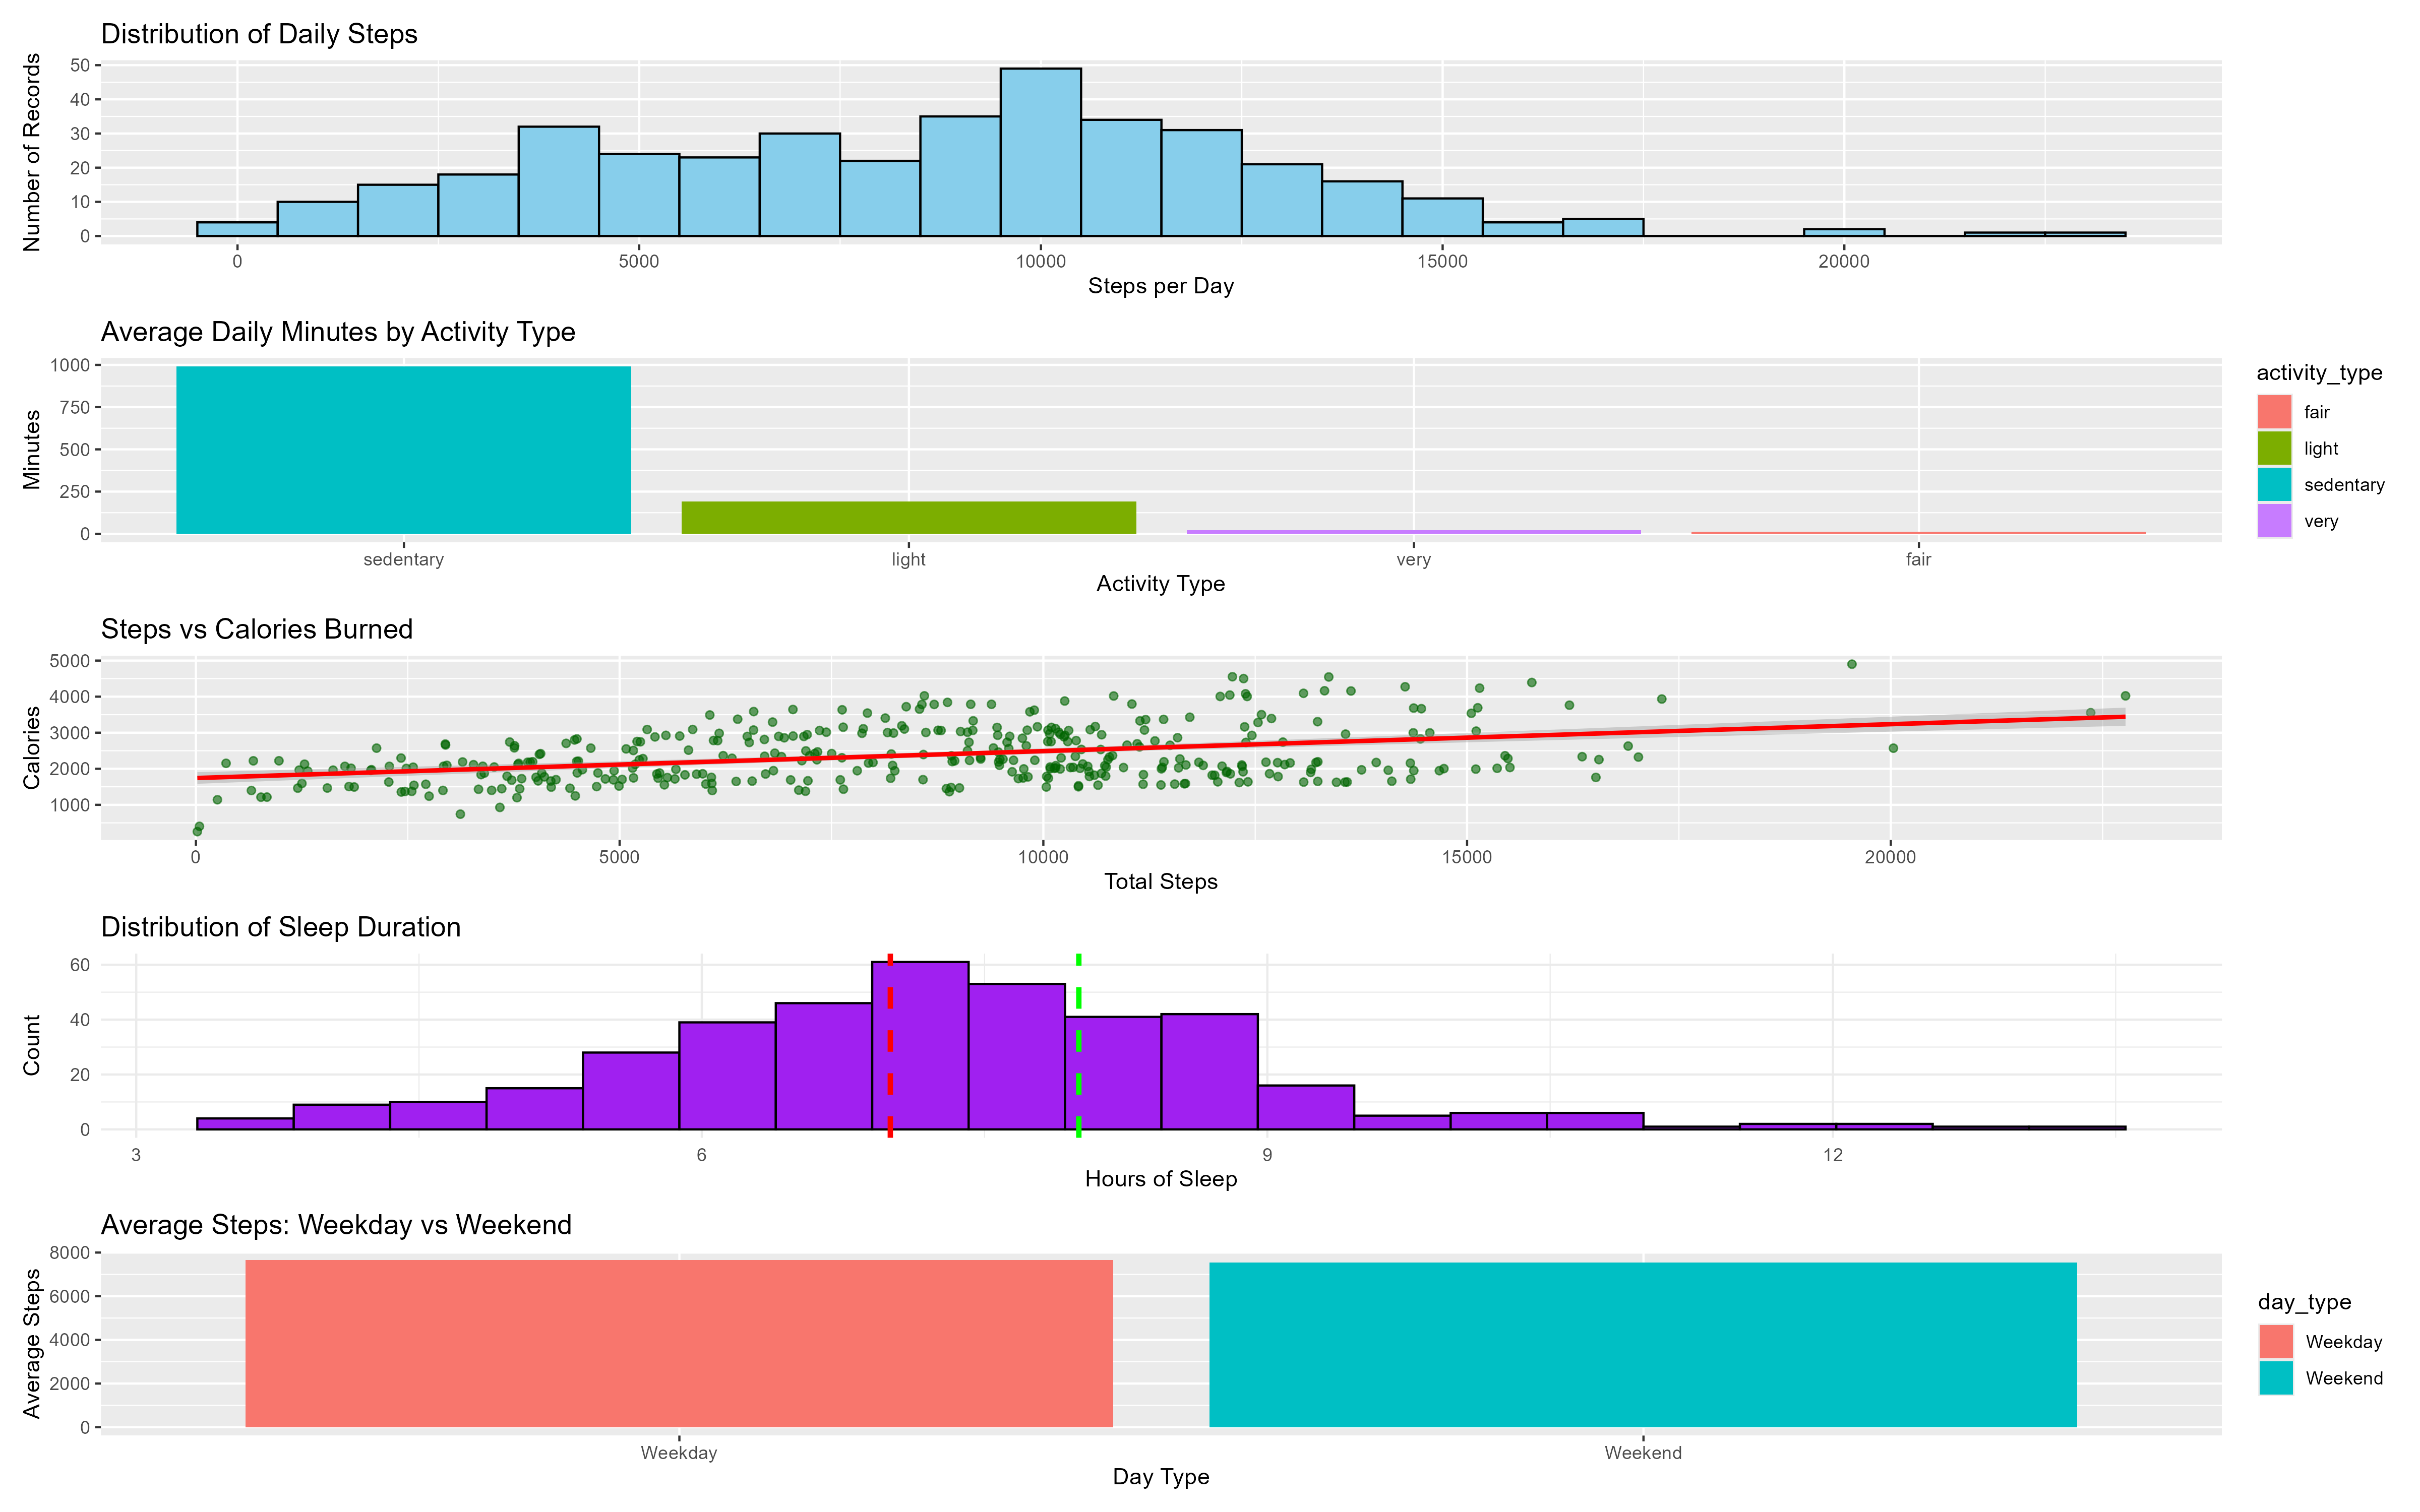 Distribution of Daily Steps
Number of Records
50
40
30
20
10
0
0 5000 10000 15000 20000
Steps per Day
Average Daily Minutes by Activity Type
Minutes
1000
750
500
250
0
sedentary light very fair
Activity Type
activity_type
fair
light
sedentary
very
Steps vs Calories Burned
Calories
5000
4000
3000
2000
1000
0 5000 10000 15000 20000
Total Steps
Distribution of Sleep Duration
Count
60
40
20
0
3 6 9 12
Hours of Sleep
Average Steps: Weekday vs Weekend
Average Steps
8000
6000
4000
2000
0
Weekday Weekend
Day Type
day_type
Weekday
Weekend